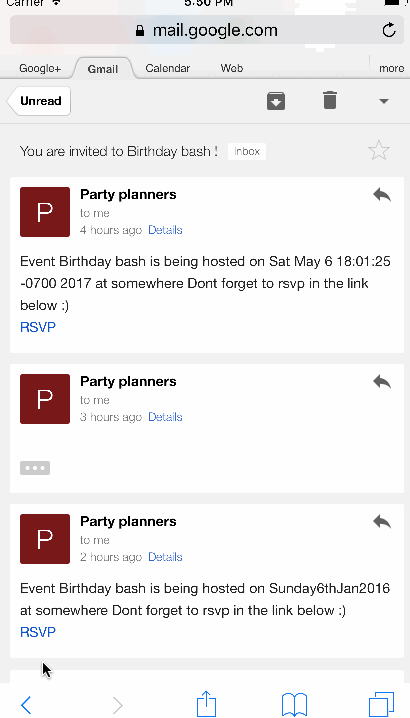 Carrier 5:50 PM
mail.google.com
Google+ Gmail Calendar Web more
Unread
You are invited to Birthday bash ! Inbox
P Party planners
to me
4 hours ago Details
Event Birthday bash is being hosted on Sat May 6 18:01:25
-0700 2017 at somewhere Dont forget to rsvp in the link
below :)
RSVP
P Party planners
to me
3 hours ago Details
P Party planners
to me
2 hours ago Details
Event Birthday bash is being hosted on Sunday6thJan2016
at somewhere Dont forget to rsvp in the link below :)
RSVP